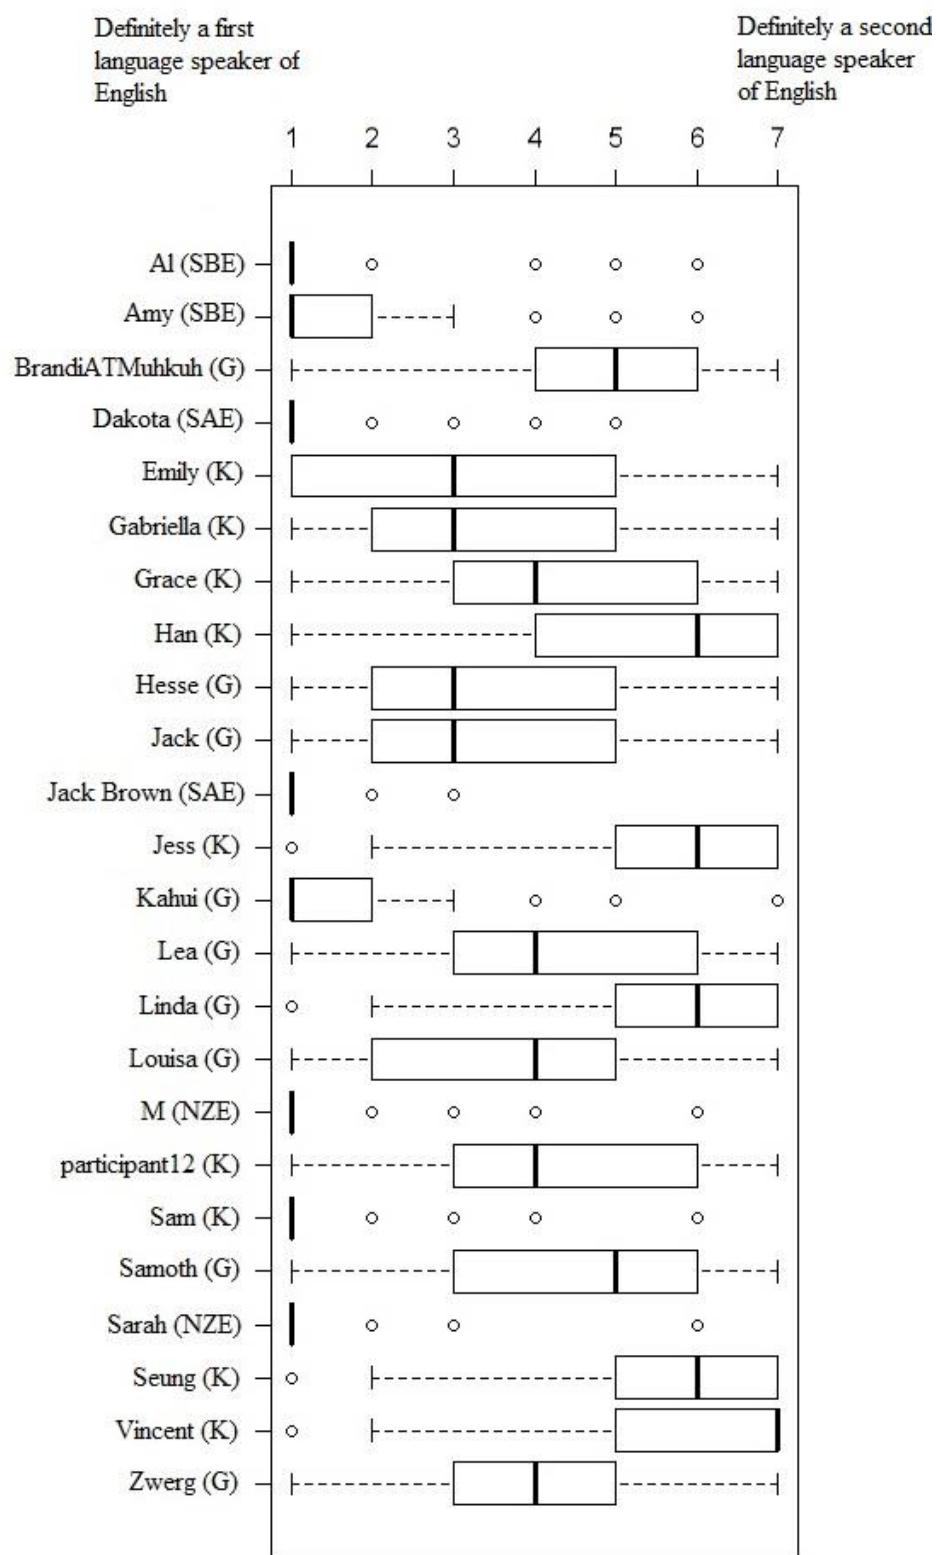 Definitely a first
language speaker of
English
Definitely a second
language speaker
of English
1 2 3 4 5 6 7
Al (SBE)
Amy (SBE)
BrandiATMuhkuh (G)
Dakota (SAE)
Emily (K)
Gabriella (K)
Grace (K)
Han (K)
Hesse (G)
Jack (G)
Jack Brown (SAE)
Jess (K)
Kahui (G)
Lea (G)
Linda (G)
Louisa (G)
M (NZE)
participant12 (K)
Sam (K)
Samoth (G)
Sarah (NZE)
Seung (K)
Vincent (K)
Zwerg (G)